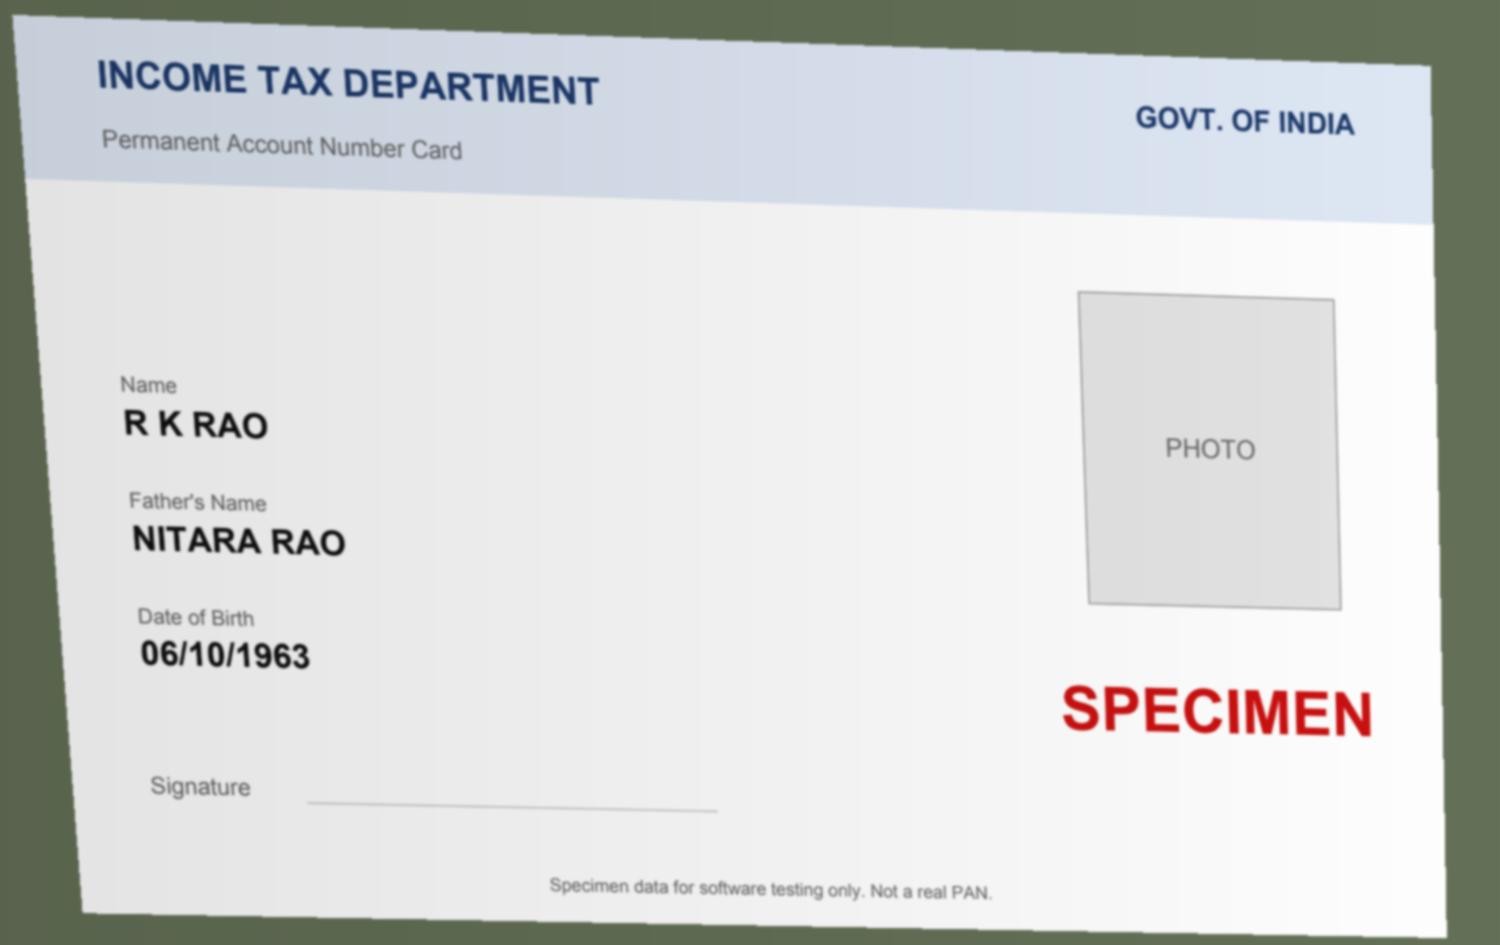 INCOME TAX DEPARTMENT
GOVT. OF INDIA
Permanent Account Number Card
Name
R K RAO
Father's Name
NITARA RAO
Date of Birth
06/10/1963
PHOTO
SPECIMEN
Signature
Specimen data for software testing only. Not a real PAN.